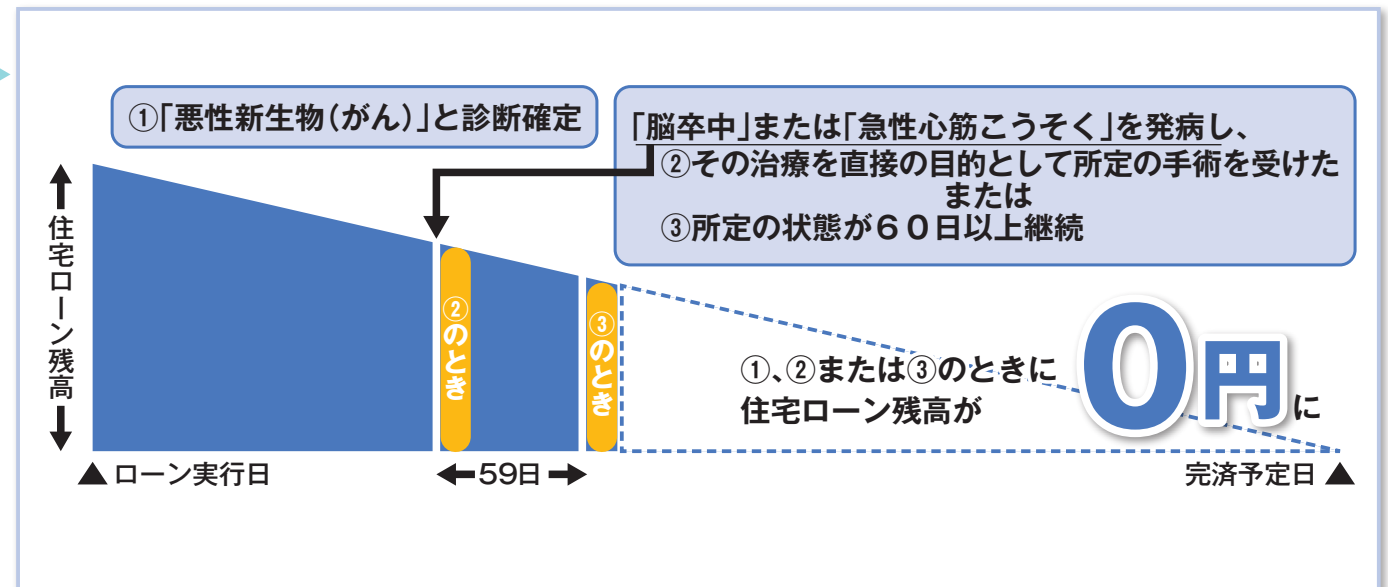 ①「悪性新生物(がん)」と診断確定
「脳卒中」または「急性心筋こうそく」を発病し、
②その治療を直接の目的として所定の手術を受けた
または
③所定の状態が60日以上継続
住宅ローン残高
②のとき
③のとき
①、②または③のときに
住宅ローン残高が
0円に
▲ローン実行日
59日
完済予定日▲